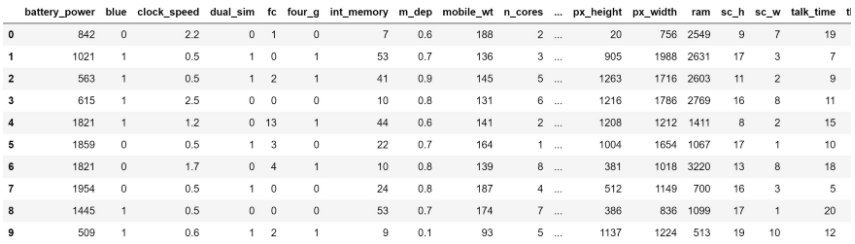 battery_power blue clock_speed dual_sim fc four_g int_memory m_dep mobile_wt n_cores ... px_height px_width ram sc_h sc_w talk_time
0 842 0 2.2 0 1 0 7 0.6 188 2 ... 20 756 2549 9 7 19
1 1021 1 0.5 1 0 1 53 0.7 136 3 ... 905 1988 2631 17 3 7
2 563 1 0.5 1 2 1 41 0.9 145 5 ... 1263 1716 2603 11 2 9
3 615 1 2.5 0 0 0 10 0.8 131 6 ... 1216 1786 2769 16 8 11
4 1821 1 1.2 0 13 1 44 0.6 141 2 ... 1208 1212 1411 8 2 15
5 1859 0 0.5 1 3 0 22 0.7 164 1 ... 1004 1654 1067 17 1 10
6 1821 0 1.7 0 4 1 10 0.8 139 8 ... 381 1018 3220 13 8 18
7 1954 0 0.5 1 0 0 24 0.8 187 4 ... 512 1149 700 16 3 5
8 1445 1 0.5 0 0 0 53 0.7 174 7 ... 386 836 1099 17 1 20
9 509 1 0.6 1 2 1 9 0.1 93 5 ... 1137 1224 513 19 10 12